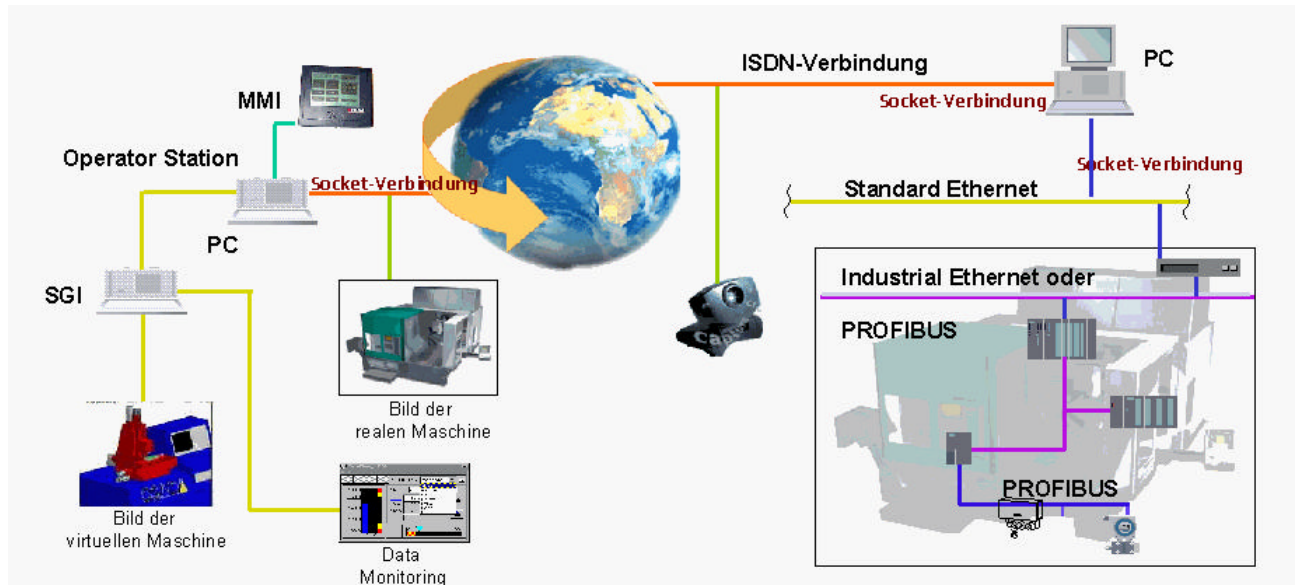 ISDN-Verbindung
PC
MMI
Socket-Verbindung
Operator Station
Socket-Verbindung
Socket-Verbindung
Standard Ethernet
PC
SGI
Industrial Ethernet oder
PROFIBUS
Bild der
realen Maschine
PROFIBUS
Bild der
virtuellen Maschine
Data
Monitoring